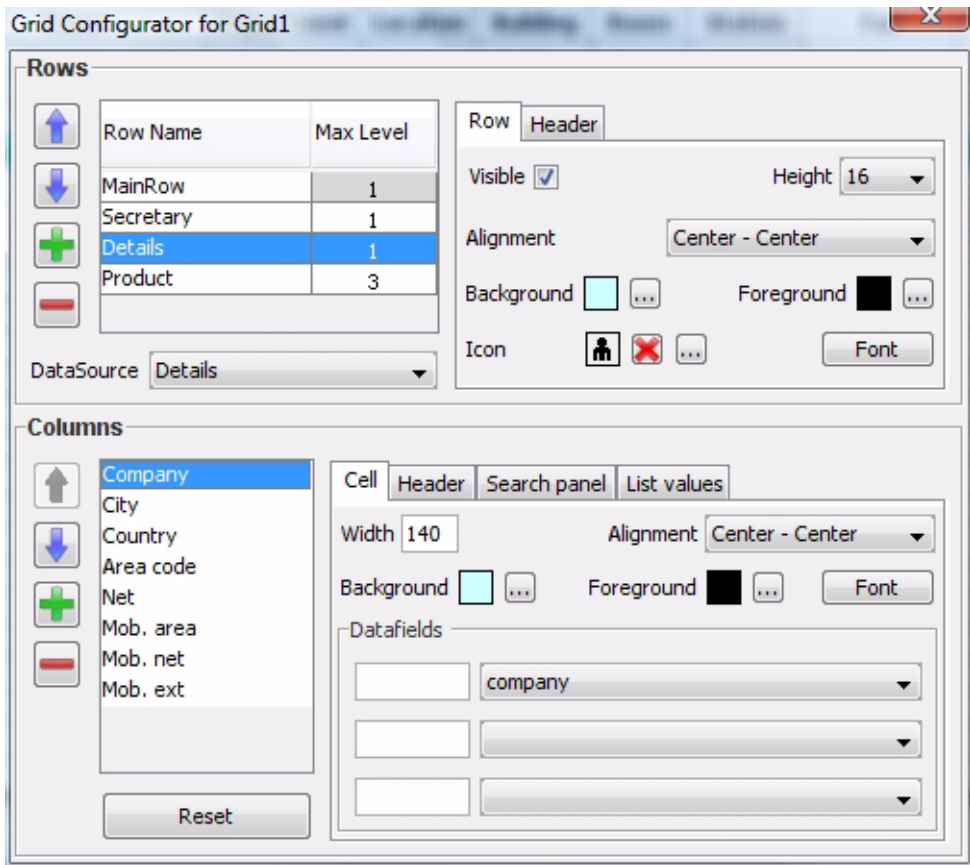 Grid Configurator for Grid1
Rows
Row Name Max Level
MainRow 1
Secretary 1
Details 1
Product 3
DataSource Details
Row Header
Visible Height 16
Alignment Center - Center
Background ... Foreground ...
Icon ... Font
Columns
Company
City
Country
Area code
Net
Mob. area
Mob. net
Mob. ext
Reset
Cell Header Search panel List values
Width 140 Alignment Center - Center
Background ... Foreground ... Font
Datafields
company